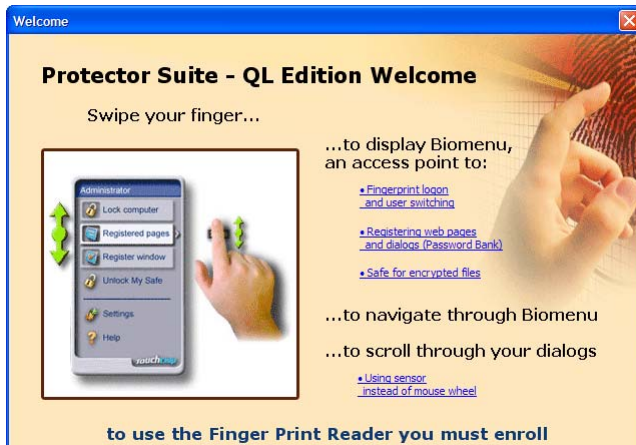 Welcome
Protector Suite - QL Edition Welcome
Swipe your finger...
...to display Biomenu,
an access point to:
• Fingerprint logon
and user switching
• Registering web pages
and dialogs (Password Bank)
• Safe for encrypted files
Administrator
Lock computer
Registered pages
Register window
Unlock My Safe
Settings
Help
...to navigate through Biomenu
...to scroll through your dialogs
• Using sensor
instead of mouse wheel
to use the Finger Print Reader you must enroll